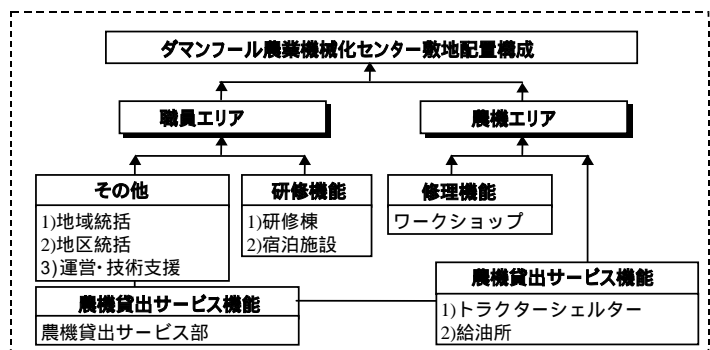 ダマンフール農業機械化センター敷地配置構成
職員エリア
農機エリア
その他
1)地域統括
2)地区統括
3)運営・技術支援
研修機能
1)研修棟
2)宿泊施設
修理機能
ワークショップ
農機貸出サービス機能
農機貸出サービス部
農機貸出サービス機能
1)トラクターシェルター
2)給油所